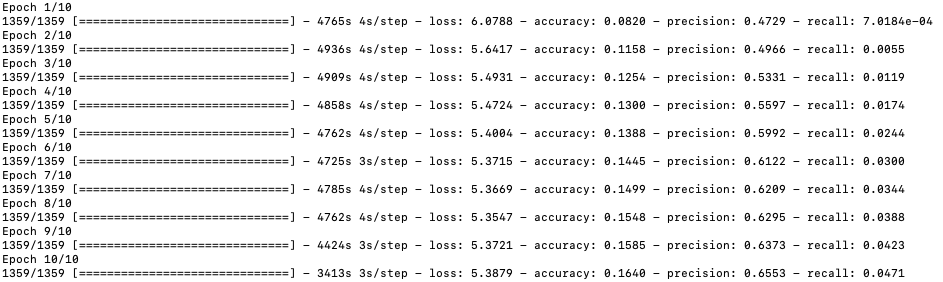 Epoch 1/10
1359/1359 [==============================] - 4765s 4s/step - loss: 6.0788 - accuracy: 0.0820 - precision: 0.4729 - recall: 7.0184e-04
Epoch 2/10
1359/1359 [==============================] - 4936s 4s/step - loss: 5.6417 - accuracy: 0.1158 - precision: 0.4966 - recall: 0.0055
Epoch 3/10
1359/1359 [==============================] - 4909s 4s/step - loss: 5.4931 - accuracy: 0.1254 - precision: 0.5331 - recall: 0.0119
Epoch 4/10
1359/1359 [==============================] - 4858s 4s/step - loss: 5.4724 - accuracy: 0.1300 - precision: 0.5597 - recall: 0.0174
Epoch 5/10
1359/1359 [==============================] - 4762s 4s/step - loss: 5.4004 - accuracy: 0.1388 - precision: 0.5992 - recall: 0.0244
Epoch 6/10
1359/1359 [==============================] - 4725s 3s/step - loss: 5.3715 - accuracy: 0.1445 - precision: 0.6122 - recall: 0.0300
Epoch 7/10
1359/1359 [==============================] - 4785s 4s/step - loss: 5.3669 - accuracy: 0.1499 - precision: 0.6209 - recall: 0.0344
Epoch 8/10
1359/1359 [==============================] - 4762s 4s/step - loss: 5.3547 - accuracy: 0.1548 - precision: 0.6295 - recall: 0.0388
Epoch 9/10
1359/1359 [==============================] - 4424s 3s/step - loss: 5.3721 - accuracy: 0.1585 - precision: 0.6373 - recall: 0.0423
Epoch 10/10
1359/1359 [==============================] - 3413s 3s/step - loss: 5.3879 - accuracy: 0.1640 - precision: 0.6553 - recall: 0.0471